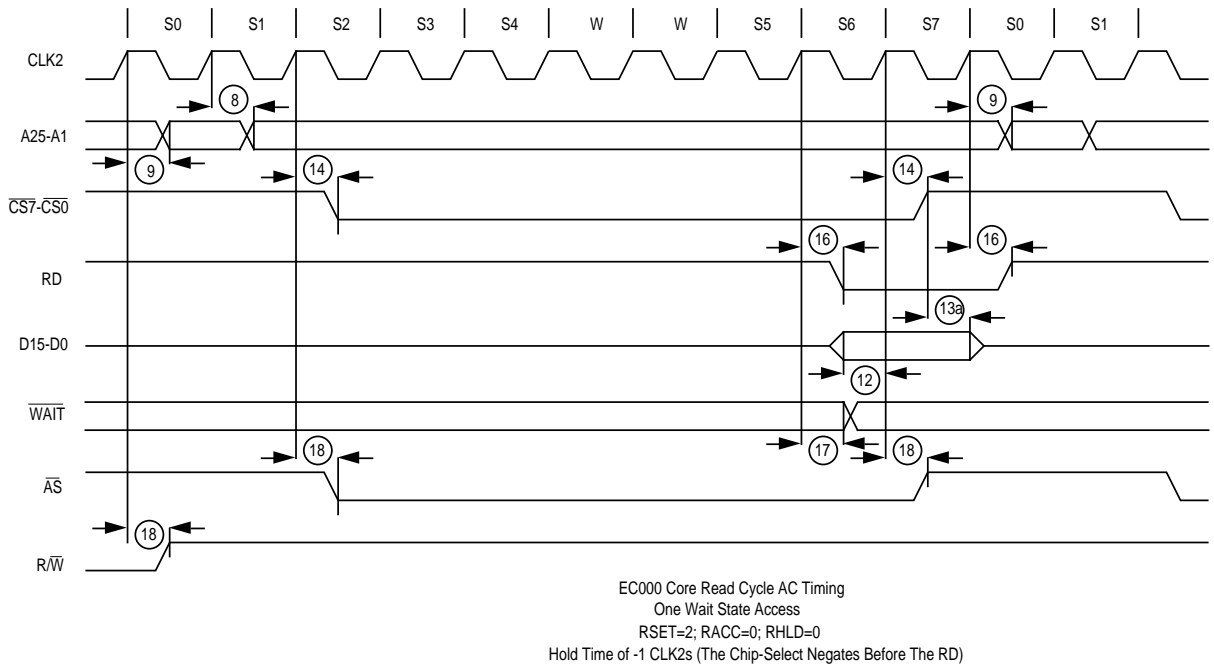 S0 S1 S2 S3 S4 W W S5 S6 S7 S0 S1
CLK2
8 9
A25-A1
9 14 14
CS7-CS0
16 16
RD
13a
D15-D0
12
WAIT
18 17 18
AS
18
R/W
EC000 Core Read Cycle AC Timing
One Wait State Access
RSET=2; RACC=0; RHLD=0
Hold Time of -1 CLK2s (The Chip-Select Negates Before The RD)